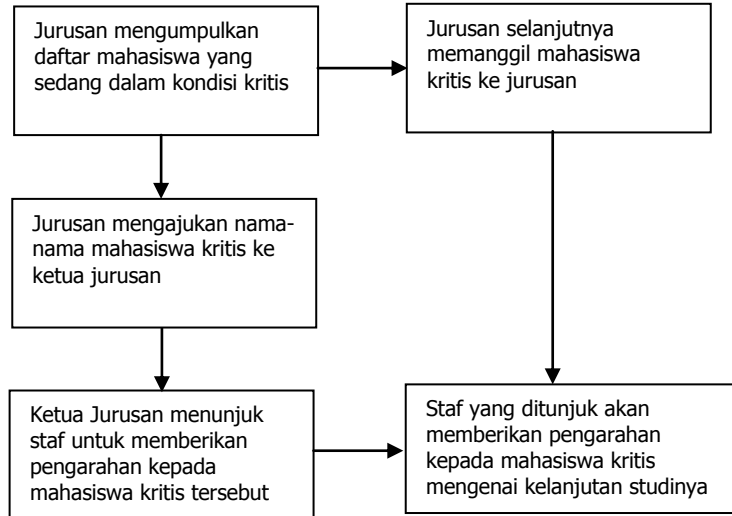 Jurusan mengumpulkan
daftar mahasiswa yang
sedang dalam kondisi kritis
Jurusan selanjutnya
memanggil mahasiswa
kritis ke jurusan
Jurusan mengajukan nama-
nama mahasiswa kritis ke
ketua jurusan
Ketua Jurusan menunjuk
staf untuk memberikan
pengarahan kepada
mahasiswa kritis tersebut
Staf yang ditunjuk akan
memberikan pengarahan
kepada mahasiswa kritis
mengenai kelanjutan studinya